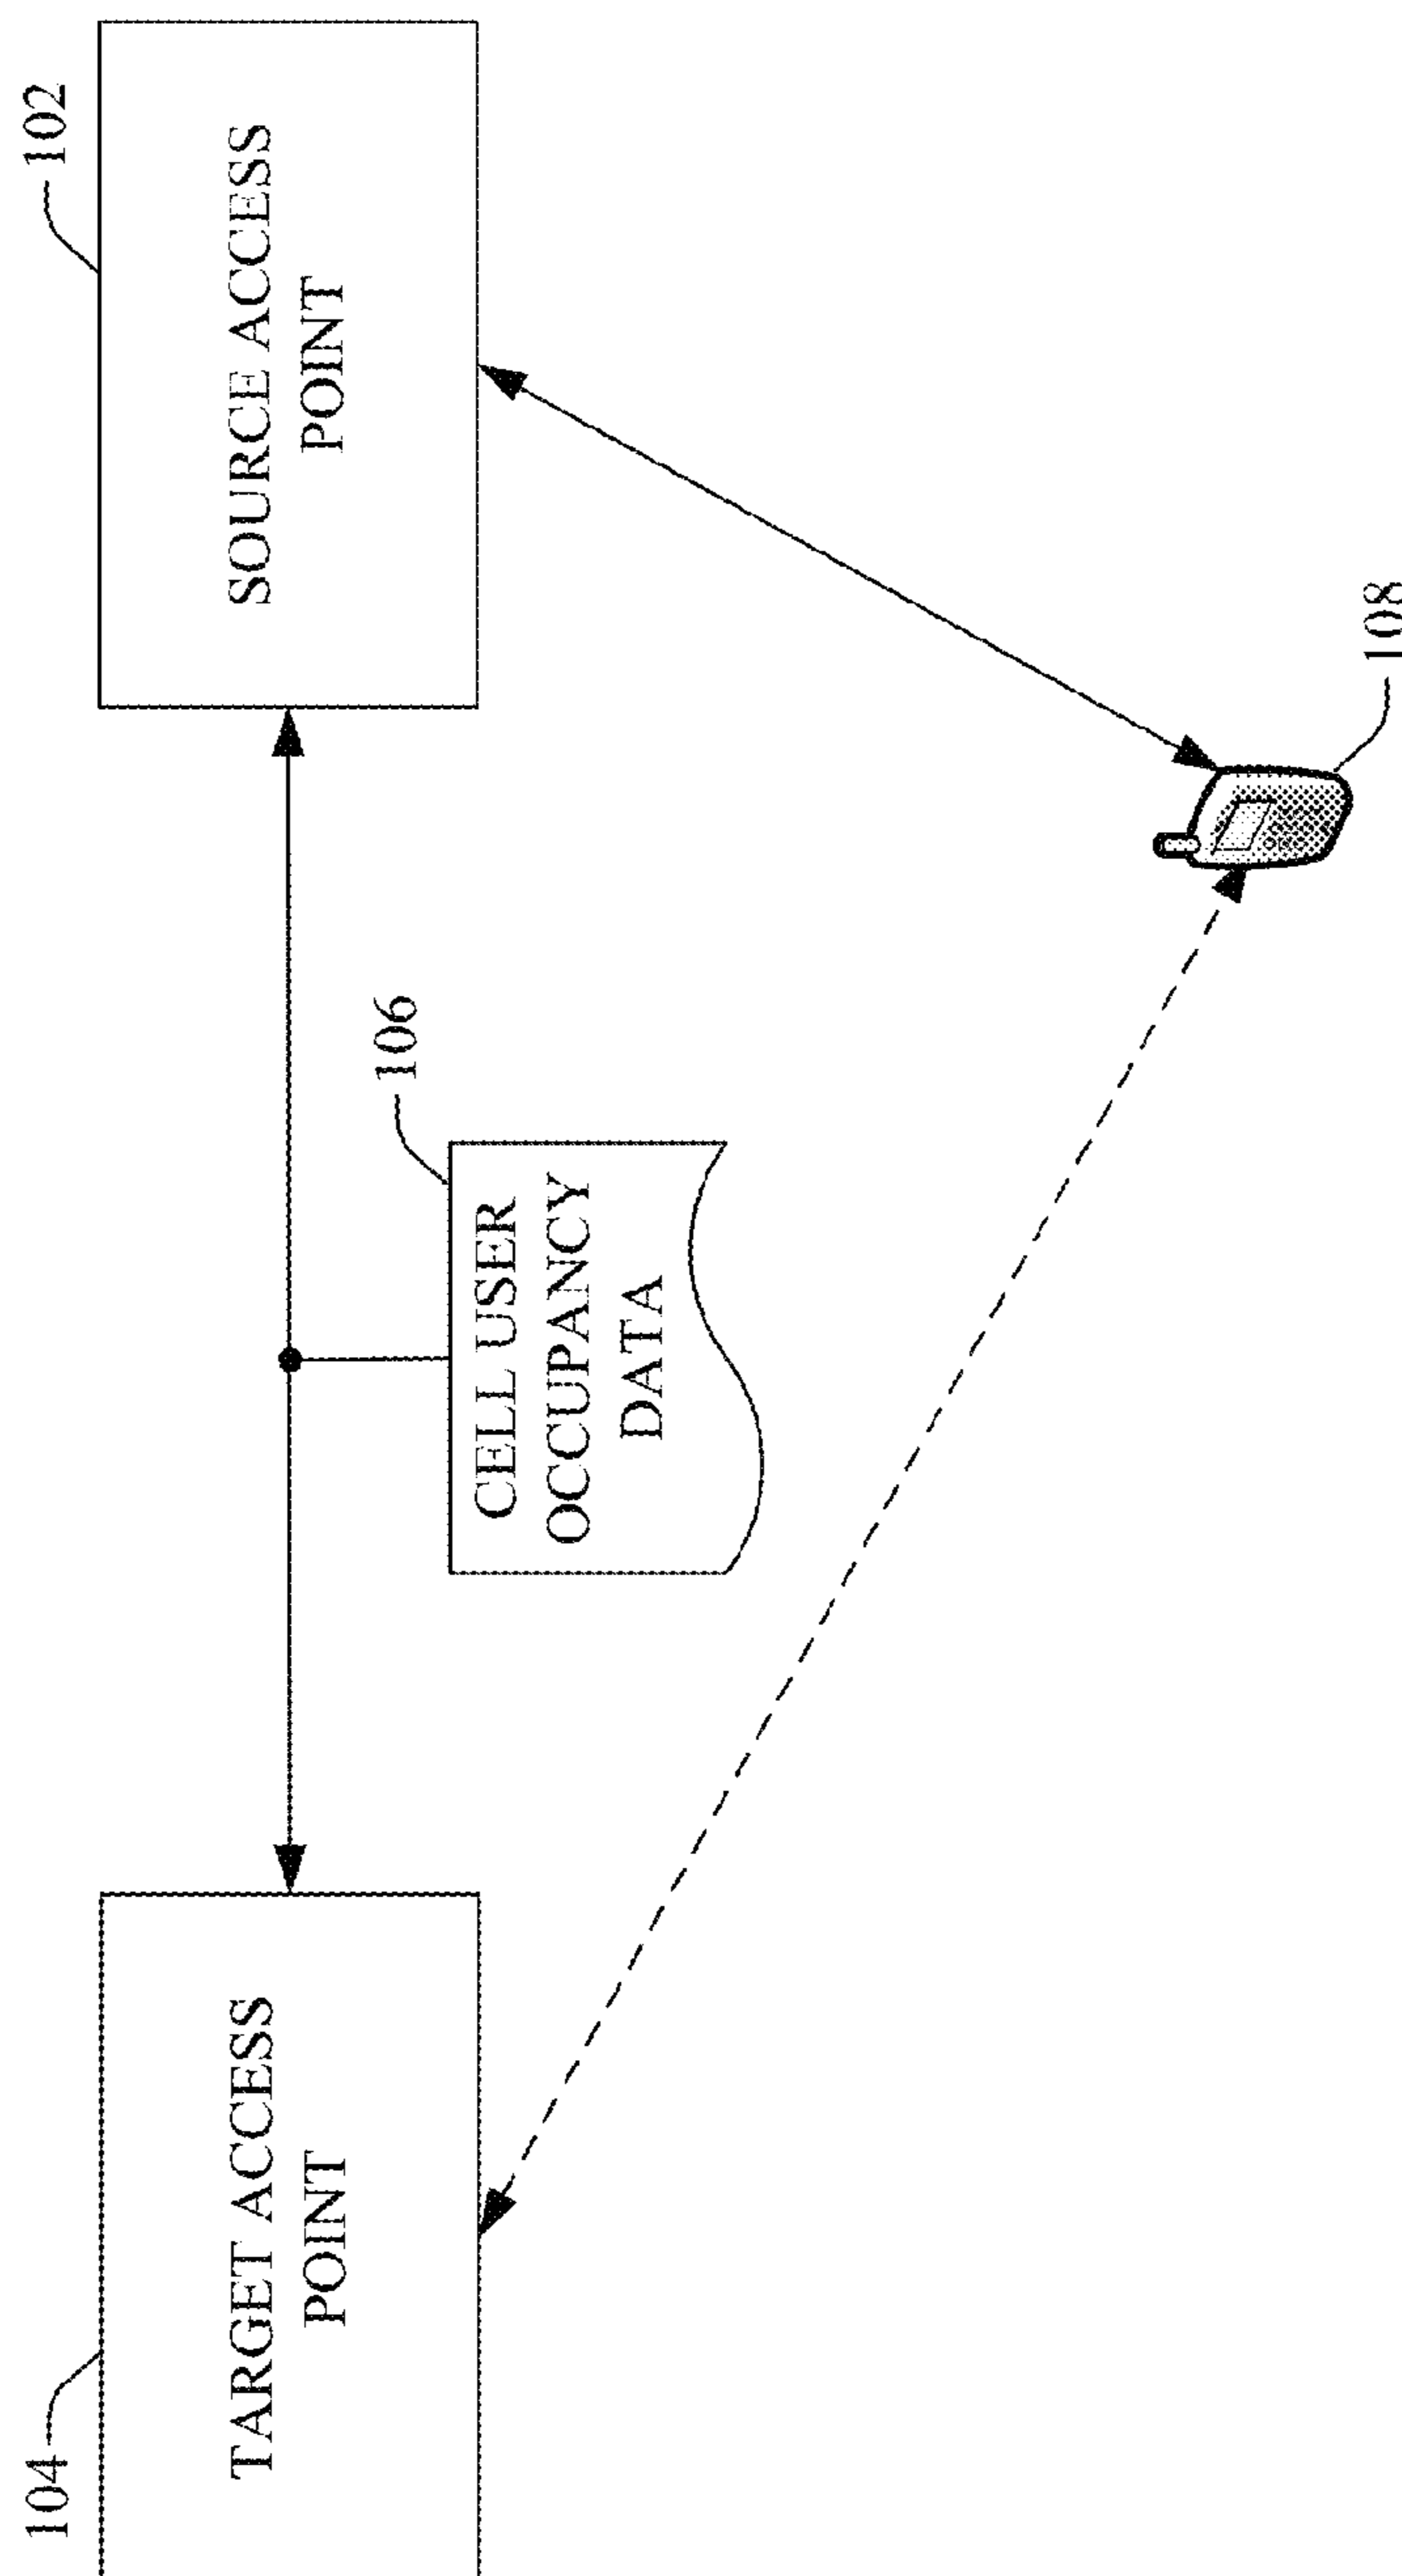 104
TARGET ACCESS
POINT
102
SOURCE ACCESS
POINT
106
CELL USER
OCCUPANCY
DATA
108